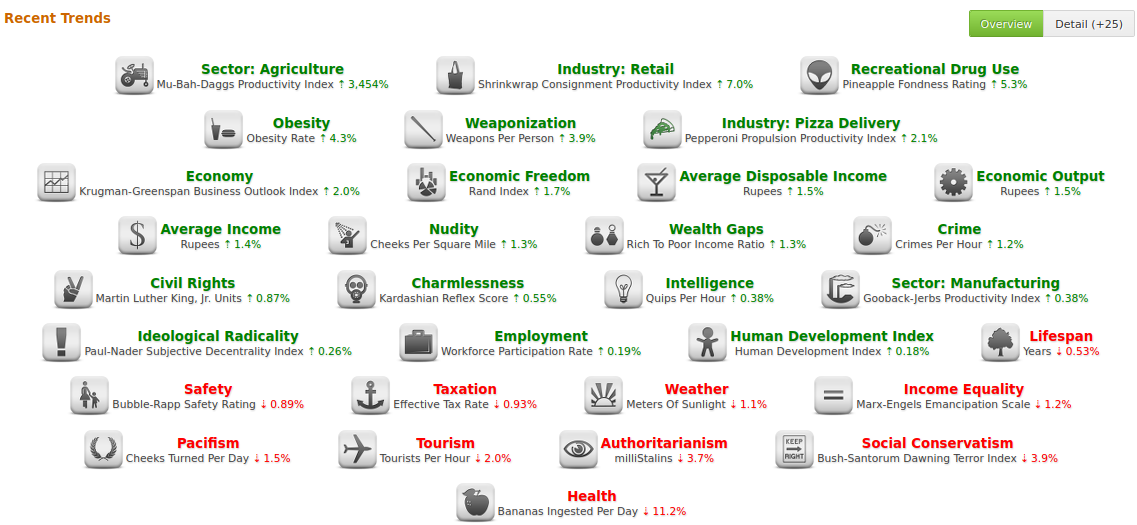 Recent Trends
Overview Detail (+25)
Sector: Agriculture
Mu-Bah-Daggs Productivity Index ↑ 3,454%
Industry: Retail
Shrinkwrap Consignment Productivity Index ↑ 7.0%
Recreational Drug Use
Pineapple Fondness Rating ↑ 5.3%
Obesity
Obesity Rate ↑ 4.3%
Weaponization
Weapons Per Person ↑ 3.9%
Industry: Pizza Delivery
Pepperoni Propulsion Productivity Index ↑ 2.1%
Economy
Krugman-Greenspan Business Outlook Index ↑ 2.0%
Economic Freedom
Rand Index ↑ 1.7%
Average Disposable Income
Rupees ↑ 1.5%
Economic Output
Rupees ↑ 1.5%
$
Average Income
Rupees ↑ 1.4%
Nudity
Cheeks Per Square Mile ↑ 1.3%
Wealth Gaps
Rich To Poor Income Ratio ↑ 1.3%
Crime
Crimes Per Hour ↑ 1.2%
Civil Rights
Martin Luther King, Jr. Units ↑ 0.87%
Charmlessness
Kardashian Reflex Score ↑ 0.55%
Intelligence
Quips Per Hour ↑ 0.38%
Sector: Manufacturing
Gooback-Jerbs Productivity Index ↑ 0.38%
!
Ideological Radicality
Paul-Nader Subjective Decentrality Index ↑ 0.26%
Employment
Workforce Participation Rate ↑ 0.19%
Human Development Index
Human Development Index ↑ 0.18%
Lifespan
Years ↓ 0.53%
Safety
Bubble-Rapp Safety Rating ↓ 0.89%
Taxation
Effective Tax Rate ↓ 0.93%
Weather
Meters Of Sunlight ↓ 1.1%
=
Income Equality
Marx-Engels Emancipation Scale ↓ 1.2%
Pacifism
Cheeks Turned Per Day ↓ 1.5%
Tourism
Tourists Per Hour ↓ 2.0%
Authoritarianism
milliStalins ↓ 3.7%
KEEP
RIGHT
Social Conservatism
Bush-Santorum Dawning Terror Index ↓ 3.9%
Health
Bananas Ingested Per Day ↓ 11.2%